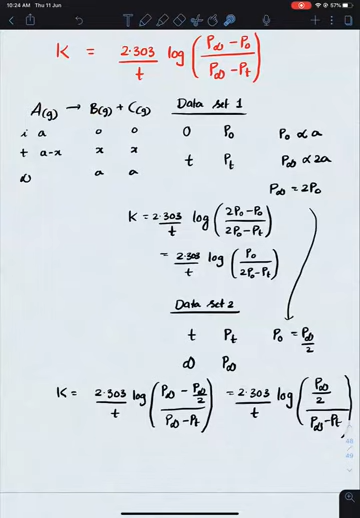 10:24 AM Thu 11 Jun
K = 2.303/t log (P∞ - P0 / P∞ - Pt)
A(g) → B(g) + C(g) Data set 1
i a 0 0 0 P0 P0 ∝ a
t a-x x x t Pt P∞ ∝ 2a
∞ a a P∞ = 2P0
K = 2.303/t log (2P0 - P0 / 2P0 - Pt)
= 2.303/t log (P0 / 2P0 - Pt)
Data set 2
t Pt P0 = P∞/2
∞ P∞
K = 2.303/t log (P∞ - P∞/2 / P∞ - Pt) = 2.303/t log (P∞/2 / P∞ - Pt)
48
49